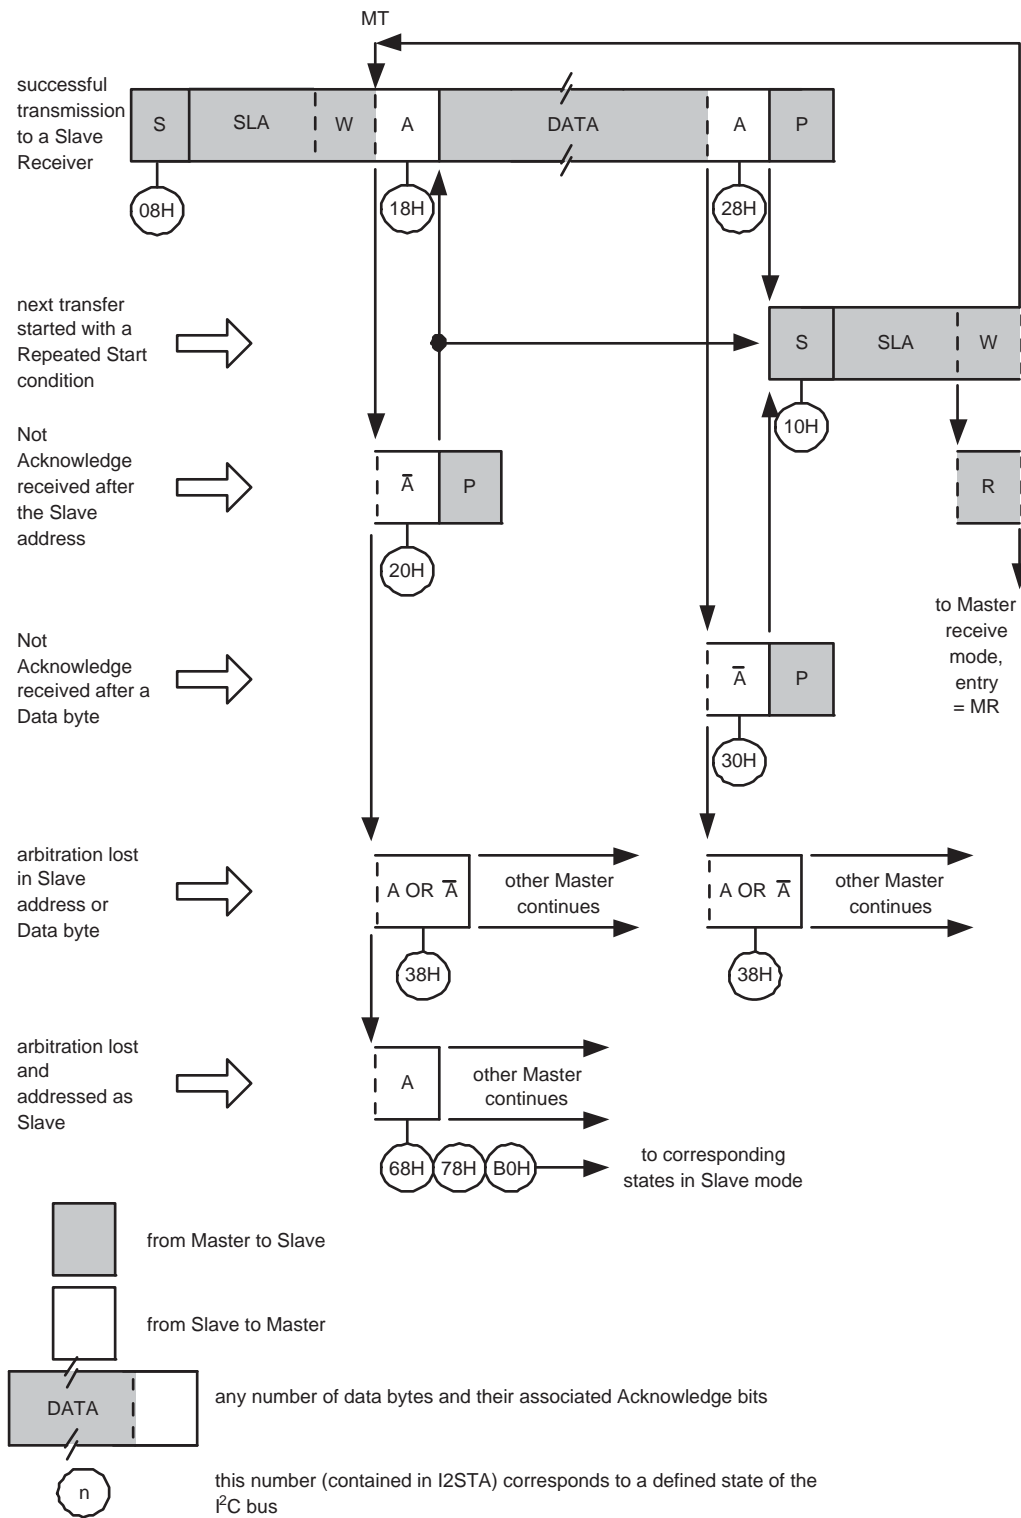 MT
successful
transmission
to a Slave
Receiver
S SLA W A DATA A P
08H 18H 28H
next transfer
started with a
Repeated Start
condition
S SLA W
10H
Not
Acknowledge
received after
the Slave
address
A̅ P
R
20H
to Master
receive
mode,
entry
= MR
Not
Acknowledge
received after a
Data byte
A̅ P
30H
arbitration lost
in Slave
address or
Data byte
A OR A̅
other Master
continues
A OR A̅
other Master
continues
38H 38H
arbitration lost
and
addressed as
Slave
A
other Master
continues
68H 78H B0H
to corresponding
states in Slave mode
from Master to Slave
from Slave to Master
DATA
any number of data bytes and their associated Acknowledge bits
n
this number (contained in I2STA) corresponds to a defined state of the
I²C bus